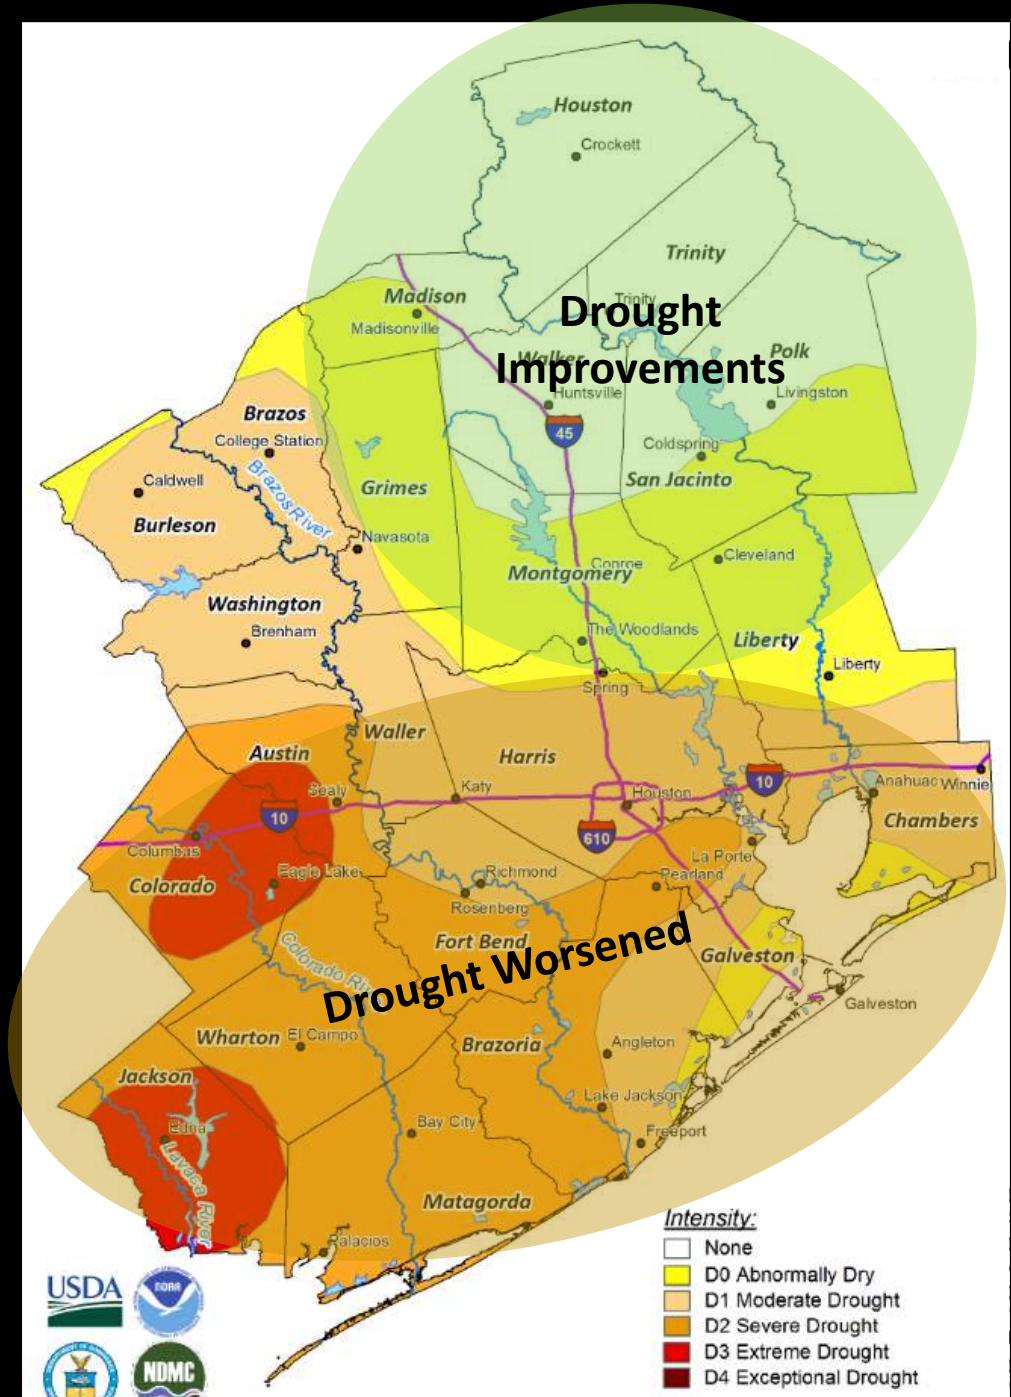 Houston
Crockett
Trinity
Madison
Trinity
Drought
Madisonville
Walker
Polk
Improvements
Huntsville
Livingston
Brazos
45
College Station
Coldspring
Caldwell
Brazos River
Grimes
San Jacinto
Burleson
Navasota
Cleveland
Conroe
Montgomery
Washington
Brenham
The Woodlands
Liberty
Liberty
Spring
Waller
Austin
Harris
10
Anahuac
Winnie
Sealy
Katy
Houston
10
610
Chambers
Columbus
La Porte
Colorado
Eagle Lake
Richmond
Pearland
Rosenberg
Fort Bend
Drought Worsened
Galveston
Colorado
Galveston
Wharton
El Campo
Brazoria
Angleton
Jackson
Lake Jackson
Edna
Bay City
Freeport
Lavaca River
Matagorda
Palacios
Intensity:
None
D0 Abnormally Dry
D1 Moderate Drought
D2 Severe Drought
D3 Extreme Drought
D4 Exceptional Drought
USDA
NOAA
NDMC